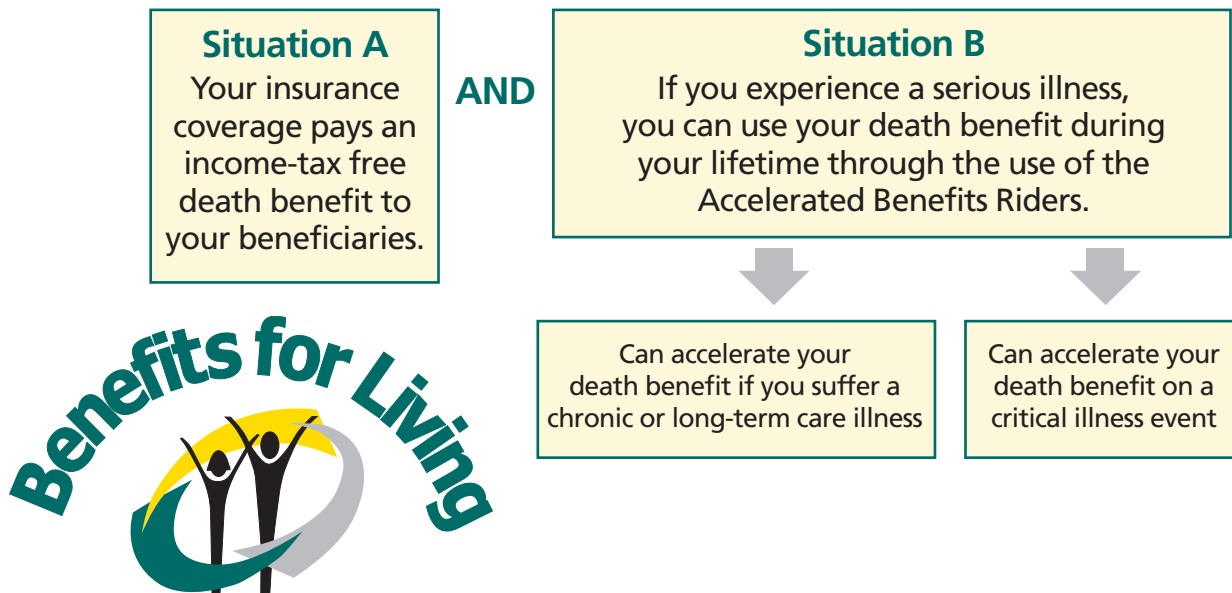 Situation A
Your insurance
coverage pays an
income-tax free
death benefit to
your beneficiaries.
AND
Situation B
If you experience a serious illness,
you can use your death benefit during
your lifetime through the use of the
Accelerated Benefits Riders.
Can accelerate your
death benefit if you suffer a
chronic or long-term care illness
Can accelerate your
death benefit on a
critical illness event
Benefits for Living